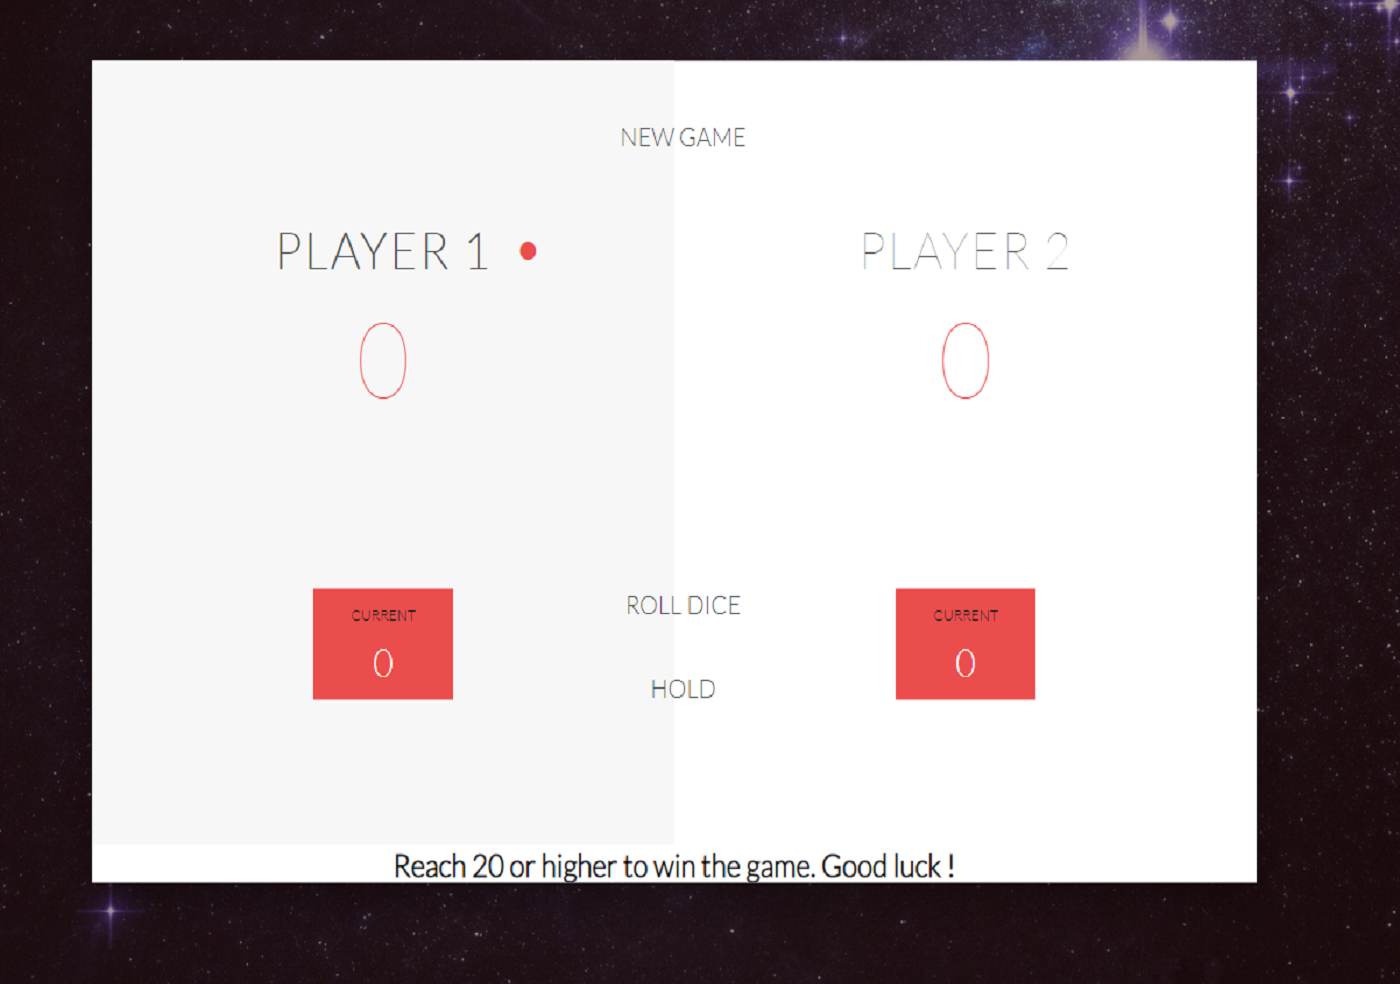 NEW GAME
PLAYER 1
PLAYER 2
0
0
CURRENT
0
ROLL DICE
HOLD
CURRENT
0
Reach 20 or higher to win the game. Good luck !